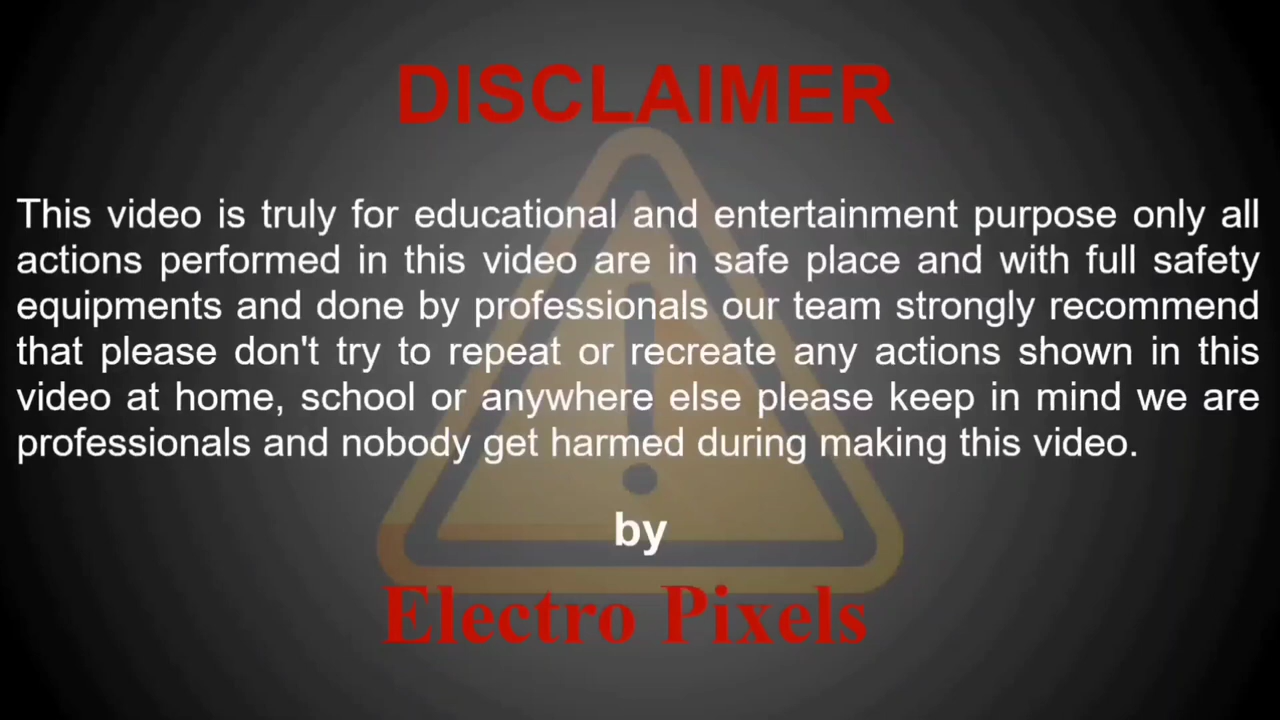 DISCLAIMER
This video is truly for educational and entertainment purpose only all
actions performed in this video are in safe place and with full safety
equipments and done by professionals our team strongly recommend
that please don't try to repeat or recreate any actions shown in this
video at home, school or anywhere else please keep in mind we are
professionals and nobody get harmed during making this video.
by
Electro Pixels